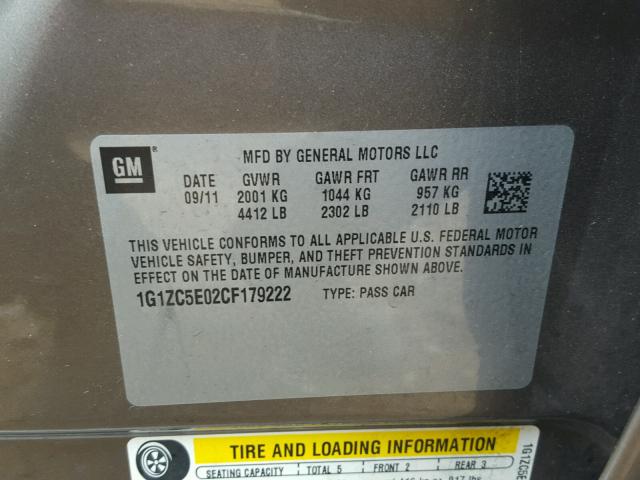 GM ®
MFD BY GENERAL MOTORS LLC
DATE GVWR GAWR FRT GAWR RR
09/11 2001 KG 1044 KG 957 KG
4412 LB 2302 LB 2110 LB
THIS VEHICLE CONFORMS TO ALL APPLICABLE U.S. FEDERAL MOTOR
VEHICLE SAFETY, BUMPER, AND THEFT PREVENTION STANDARDS IN
EFFECT ON THE DATE OF MANUFACTURE SHOWN ABOVE.
1G1ZC5E02CF179222 TYPE: PASS CAR
TIRE AND LOADING INFORMATION
SEATING CAPACITY TOTAL 5 FRONT 2 REAR 3
1G1ZC5E